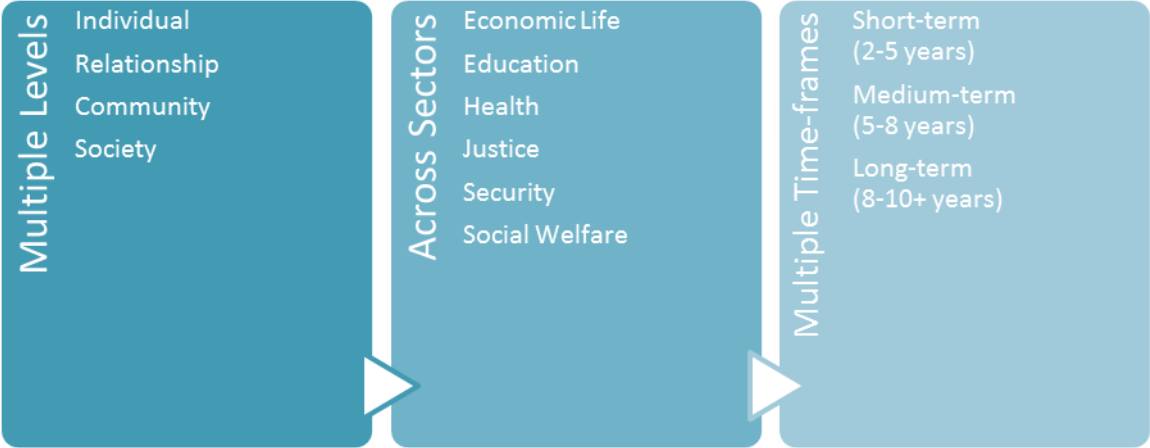 Multiple Levels
Individual
Relationship
Community
Society
Across Sectors
Economic Life
Education
Health
Justice
Security
Social Welfare
Multiple Time-frames
Short-term
(2-5 years)
Medium-term
(5-8 years)
Long-term
(8-10+ years)